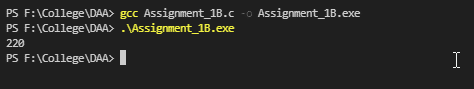 PS F:\College\DAA> gcc Assignment_1B.c -o Assignment_1B.exe
PS F:\College\DAA> .\Assignment_1B.exe
220
PS F:\College\DAA>